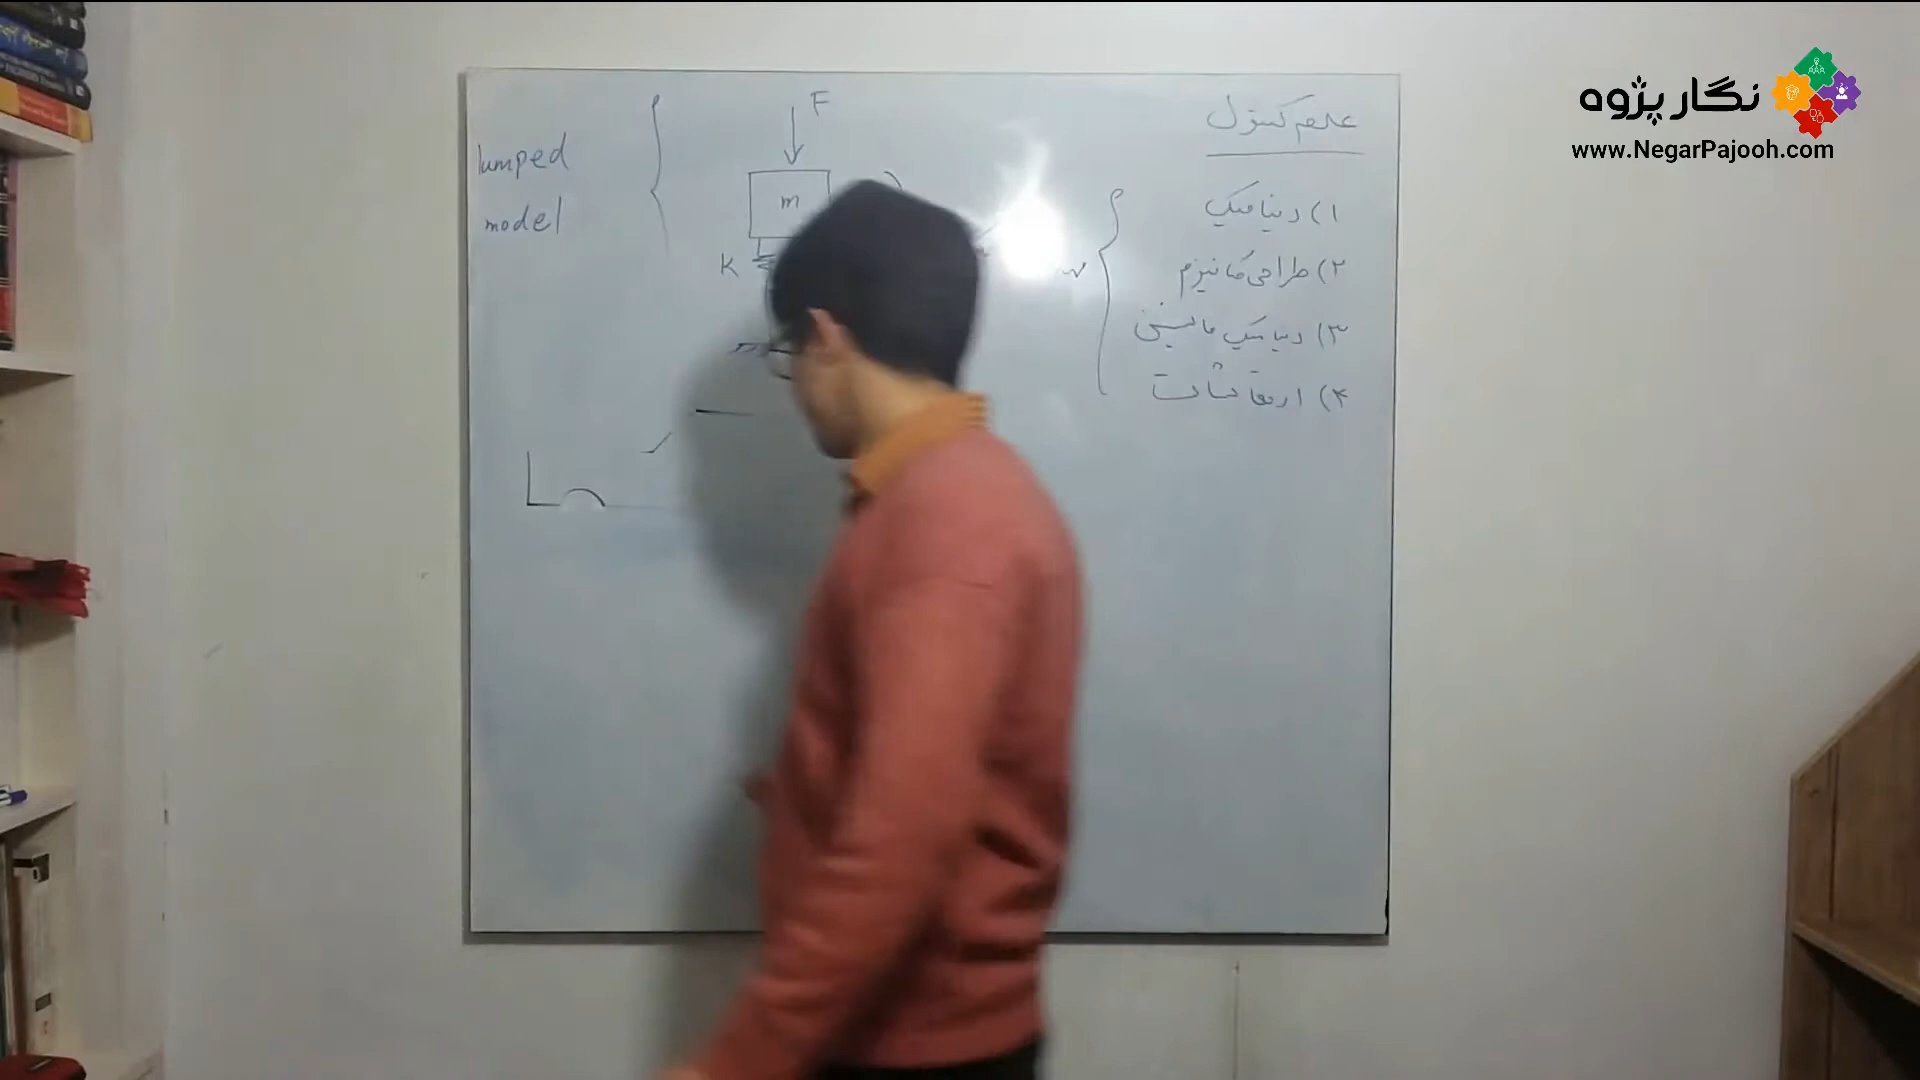 علم کنترل
۱) دینامیک
۲) طراحی مکانیزم
۳) دینامیک ماشین
۴) ارتعاشات
F
m
K
lumped
model
نگار پژوه
www.NegarPajooh.com